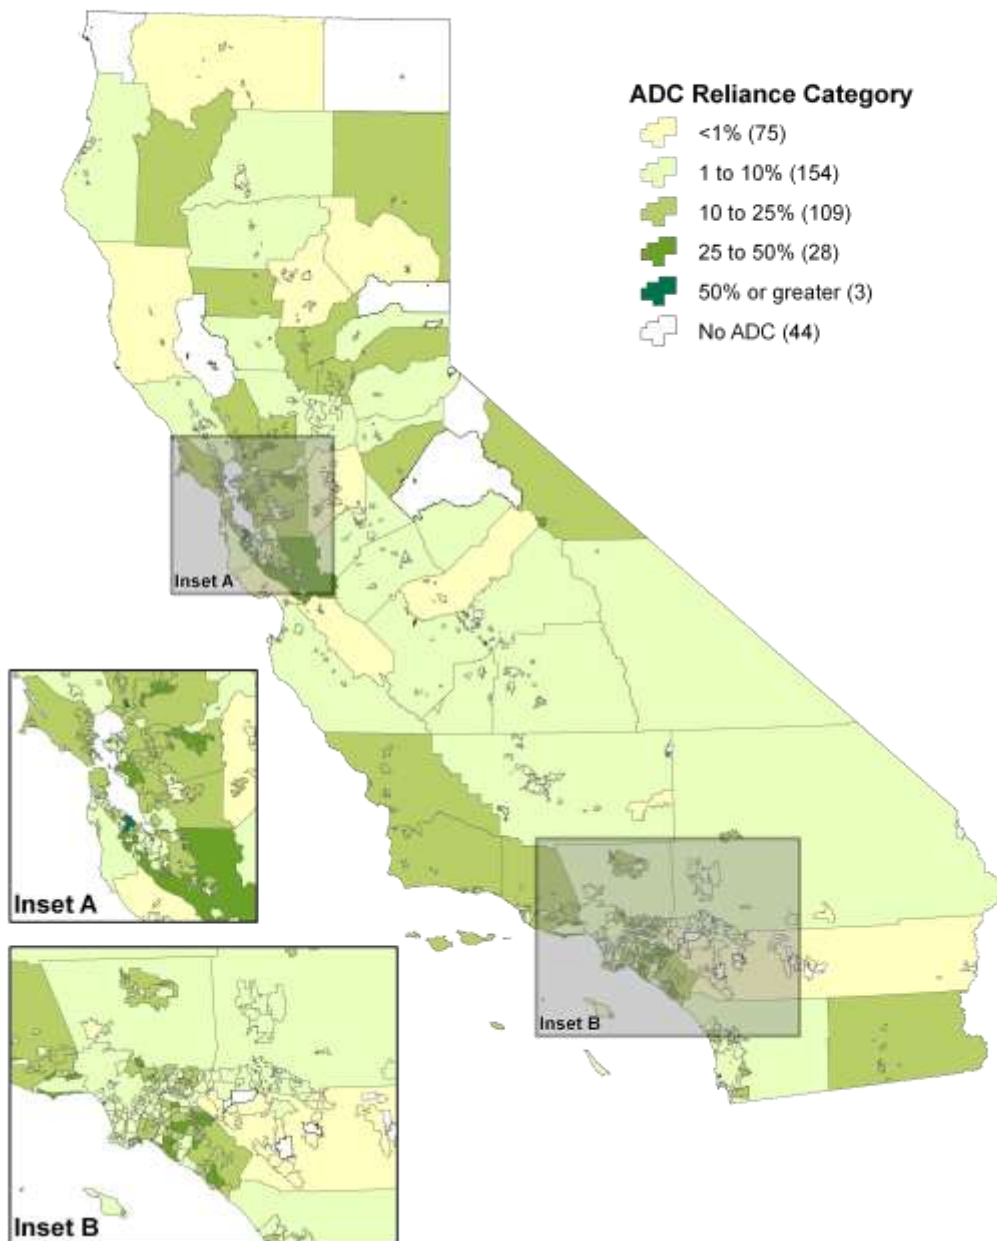 ADC Reliance Category
<1% (75)
1 to 10% (154)
10 to 25% (109)
25 to 50% (28)
50% or greater (3)
No ADC (44)
Inset A
Inset A
Inset B
Inset B